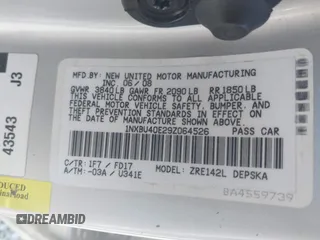 MFD BY: NEW UNITED MOTOR MANUFACTURING
INC. 06/08
GVWR 3840LB GAWR FR 2090LB RR 1850LB
THIS VEHICLE CONFORMS TO ALL APPLICABLE
FEDERAL MOTOR VEHICLE SAFETY, BUMPER, AND
THEFT PREVENTION STANDARDS IN EFFECT ON
THE DATE OF MANUFACTURE SHOWN ABOVE.
1NXBU40E29Z064526 PASS CAR
C/TR: 1F7 / FD17
A/TM: -03A / U341E
MODEL: ZRE142L DEPSKA
BA4559739
J3
43543
DREAMBID